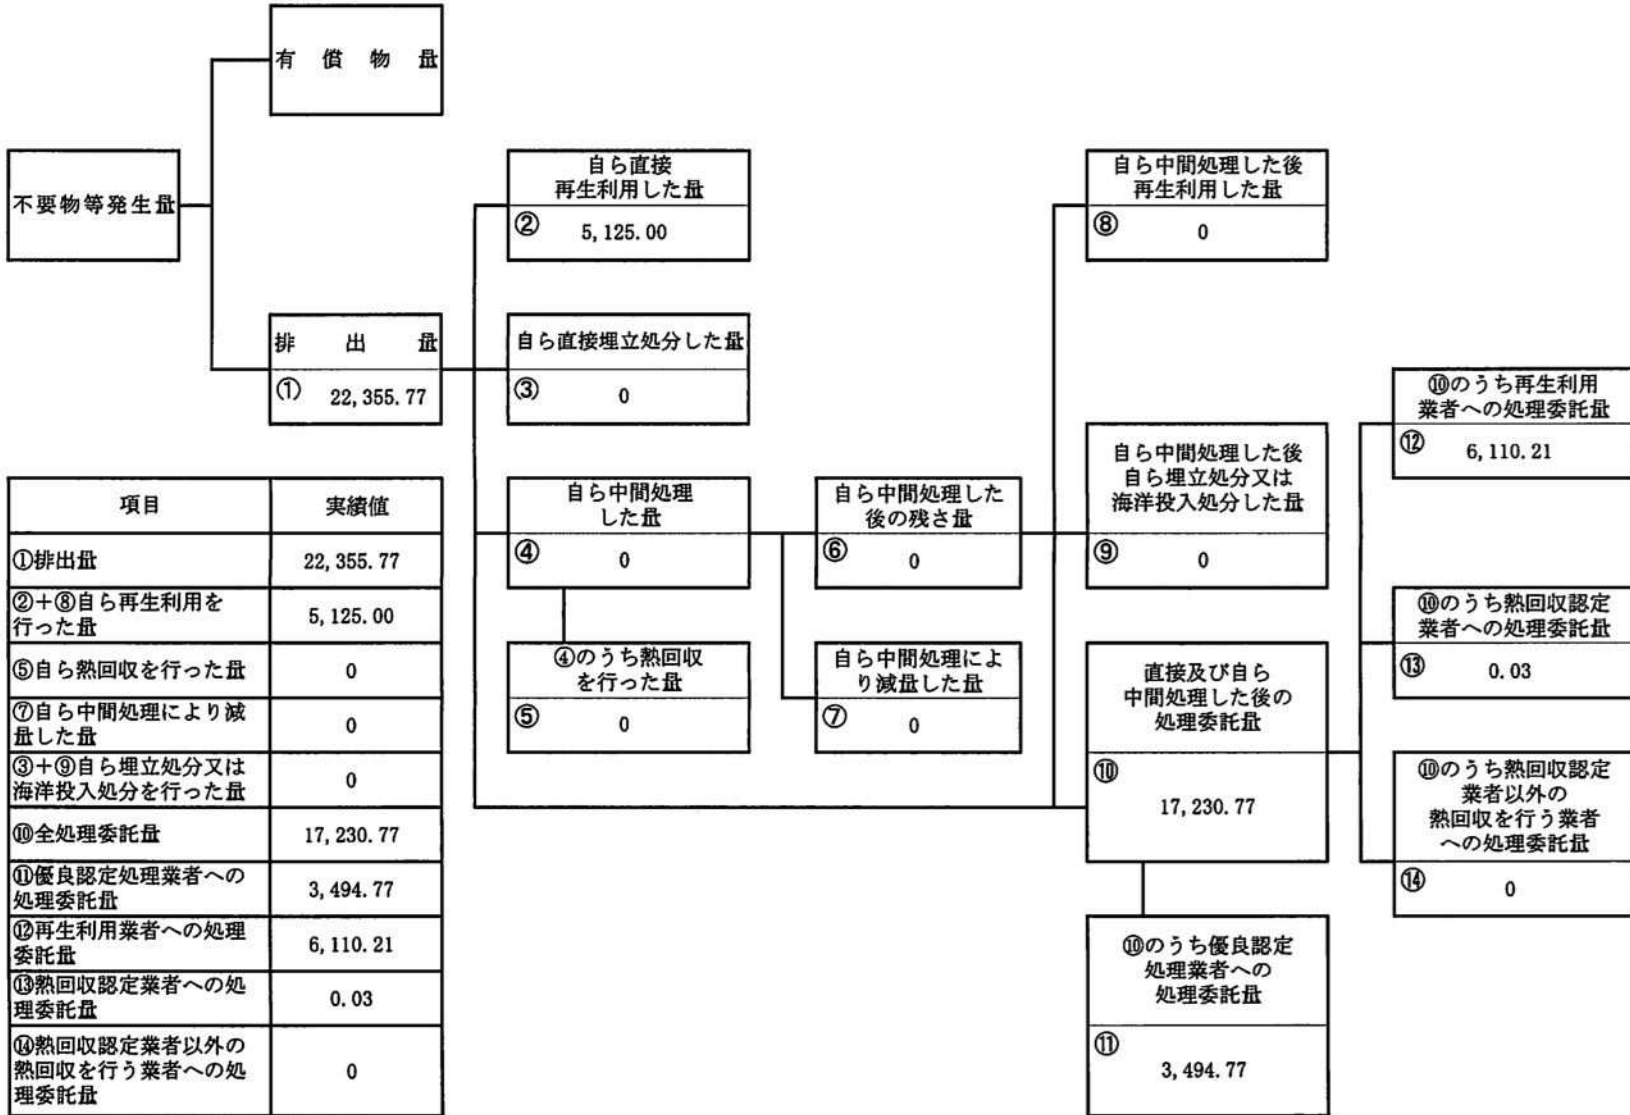 有償物量
不要物等発生量
排出量
① 22,355.77
自ら直接
再生利用した量
② 5,125.00
自ら直接埋立処分した量
③ 0
自ら中間処理
した量
④ 0
④のうち熱回収
を行った量
⑤ 0
自ら中間処理した
後の残さ量
⑥ 0
自ら中間処理によ
り減量した量
⑦ 0
自ら中間処理した後
再生利用した量
⑧ 0
自ら中間処理した後
自ら埋立処分又は
海洋投入処分した量
⑨ 0
直接及び自ら
中間処理した後の
処理委託量
⑩
17,230.77
⑩のうち優良認定
処理業者への
処理委託量
⑪
3,494.77
⑩のうち再生利用
業者への処理委託量
⑫ 6,110.21
⑩のうち熱回収認定
業者への処理委託量
⑬ 0.03
⑩のうち熱回収認定
業者以外の
熱回収を行う業者
への処理委託量
⑭ 0
項目 実績値
①排出量 22,355.77
②+⑧自ら再生利用を
行った量 5,125.00
⑤自ら熱回収を行った量 0
⑦自ら中間処理により減
量した量 0
③+⑨自ら埋立処分又は
海洋投入処分を行った量 0
⑩全処理委託量 17,230.77
⑪優良認定処理業者への
処理委託量 3,494.77
⑫再生利用業者への処理
委託量 6,110.21
⑬熱回収認定業者への処
理委託量 0.03
⑭熱回収認定業者以外の
熱回収を行う業者への処
理委託量 0